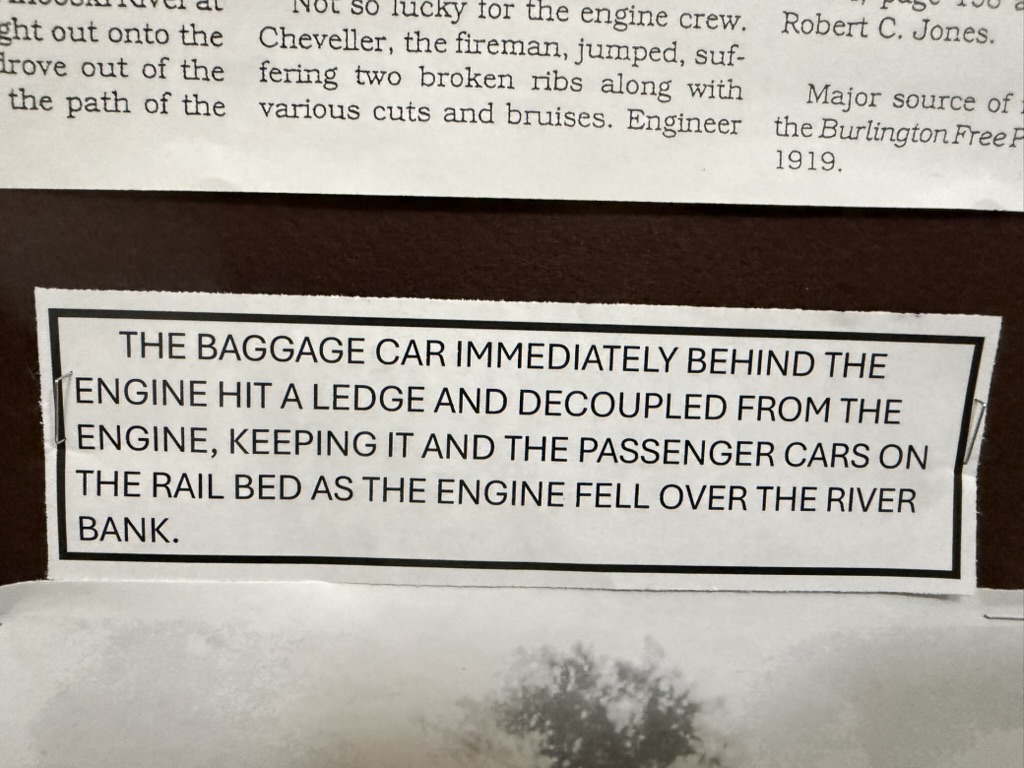 River at
ght out onto the
drove out of the
the path of the
Not so lucky for the engine crew.
Cheveller, the fireman, jumped, suf-
fering two broken ribs along with
various cuts and bruises. Engineer
page 158
Robert C. Jones.
Major source of
the Burlington Free P
1919.
THE BAGGAGE CAR IMMEDIATELY BEHIND THE
ENGINE HIT A LEDGE AND DECOUPLED FROM THE
ENGINE, KEEPING IT AND THE PASSENGER CARS ON
THE RAIL BED AS THE ENGINE FELL OVER THE RIVER
BANK.